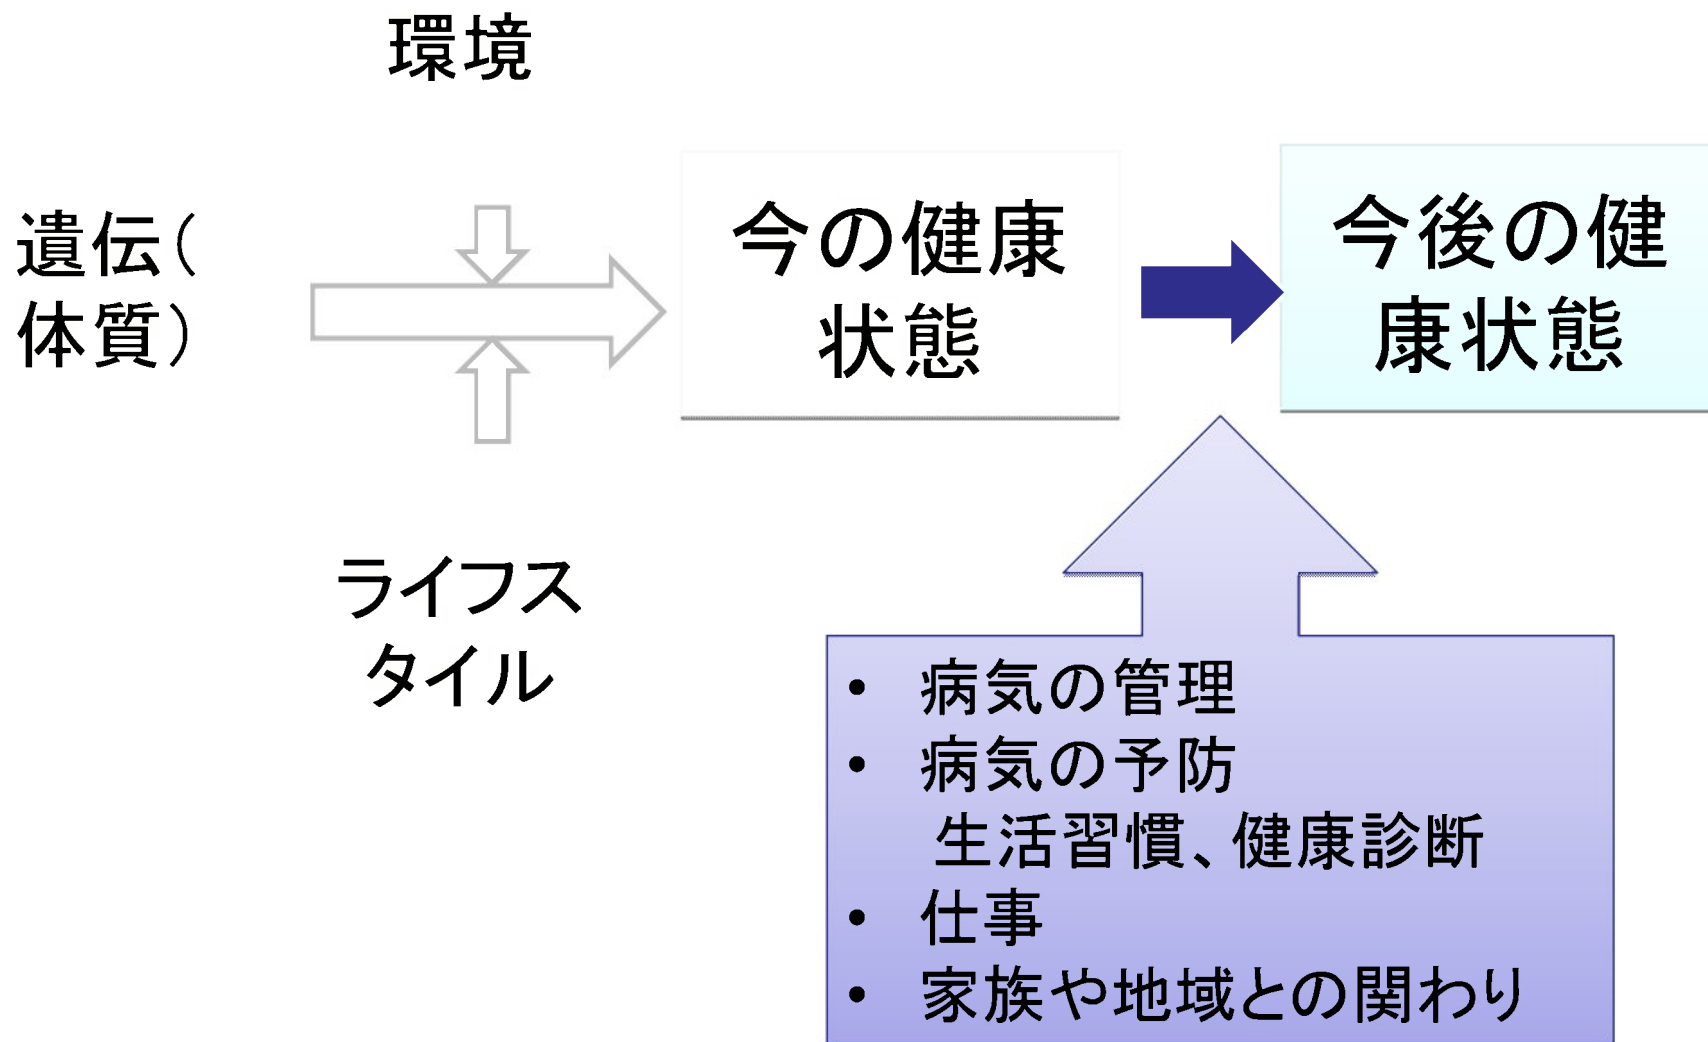 環境
遺伝(
体質)
今の健康
状態
今後の健
康状態
ライフス
タイル
• 病気の管理
• 病気の予防
生活習慣、健康診断
• 仕事
• 家族や地域との関わり